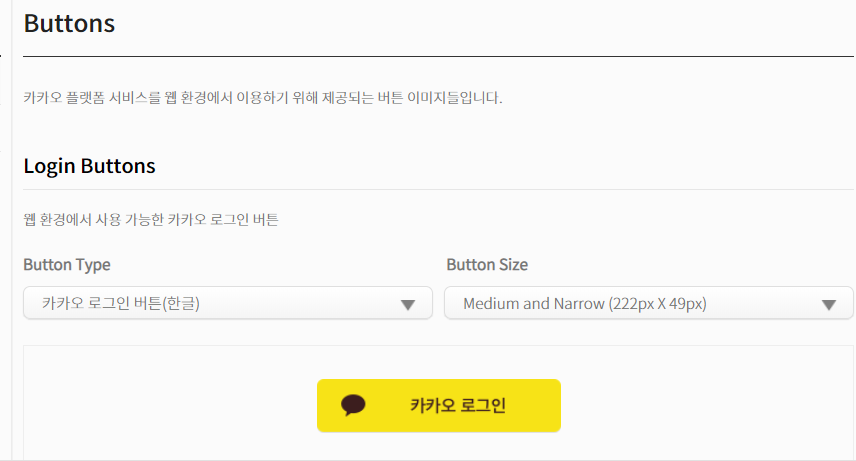 Buttons
카카오 플랫폼 서비스를 웹 환경에서 이용하기 위해 제공되는 버튼 이미지들입니다.
Login Buttons
웹 환경에서 사용 가능한 카카오 로그인 버튼
Button Type
Button Size
카카오 로그인 버튼(한글)
Medium and Narrow (222px X 49px)
카카오 로그인